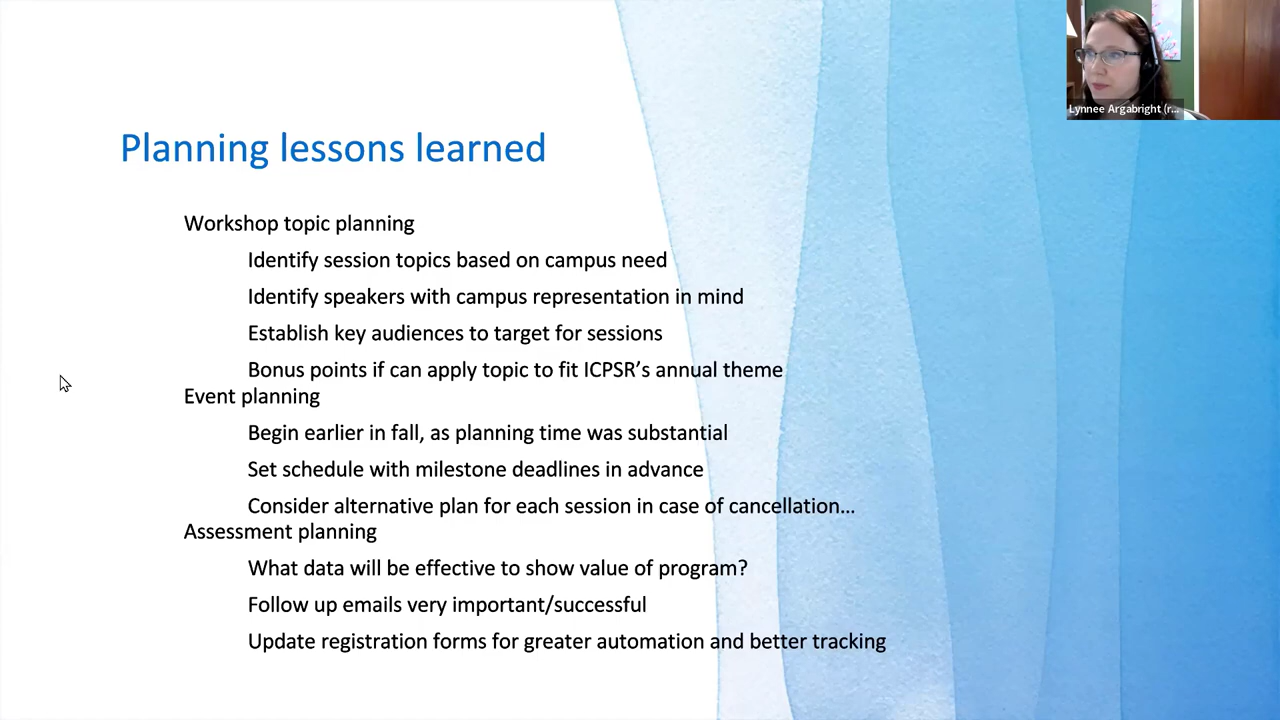 Lynnee Argabright (r...
Planning lessons learned
Workshop topic planning
Identify session topics based on campus need
Identify speakers with campus representation in mind
Establish key audiences to target for sessions
Bonus points if can apply topic to fit ICPSR’s annual theme
Event planning
Begin earlier in fall, as planning time was substantial
Set schedule with milestone deadlines in advance
Consider alternative plan for each session in case of cancellation…
Assessment planning
What data will be effective to show value of program?
Follow up emails very important/successful
Update registration forms for greater automation and better tracking